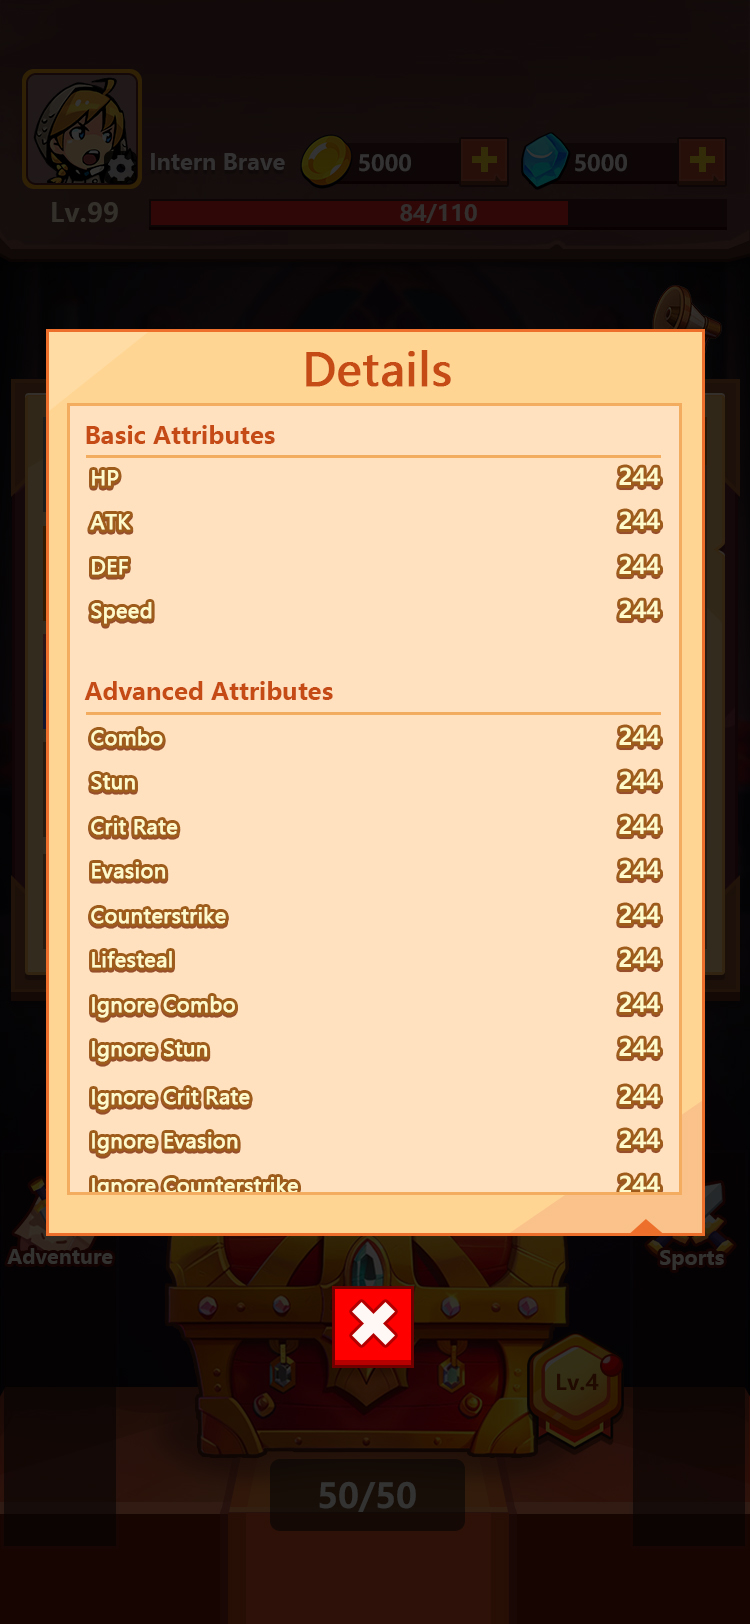 Intern Brave 5000 5000
Lv.99 84/110
Details
Basic Attributes
HP 244
ATK 244
DEF 244
Speed 244
Advanced Attributes
Combo 244
Stun 244
Crit Rate 244
Evasion 244
Counterstrike 244
Lifesteal 244
Ignore Combo 244
Ignore Stun 244
Ignore Crit Rate 244
Ignore Evasion 244
Ignore Counterstrike 244
Adventure Sports
Lv.4
50/50